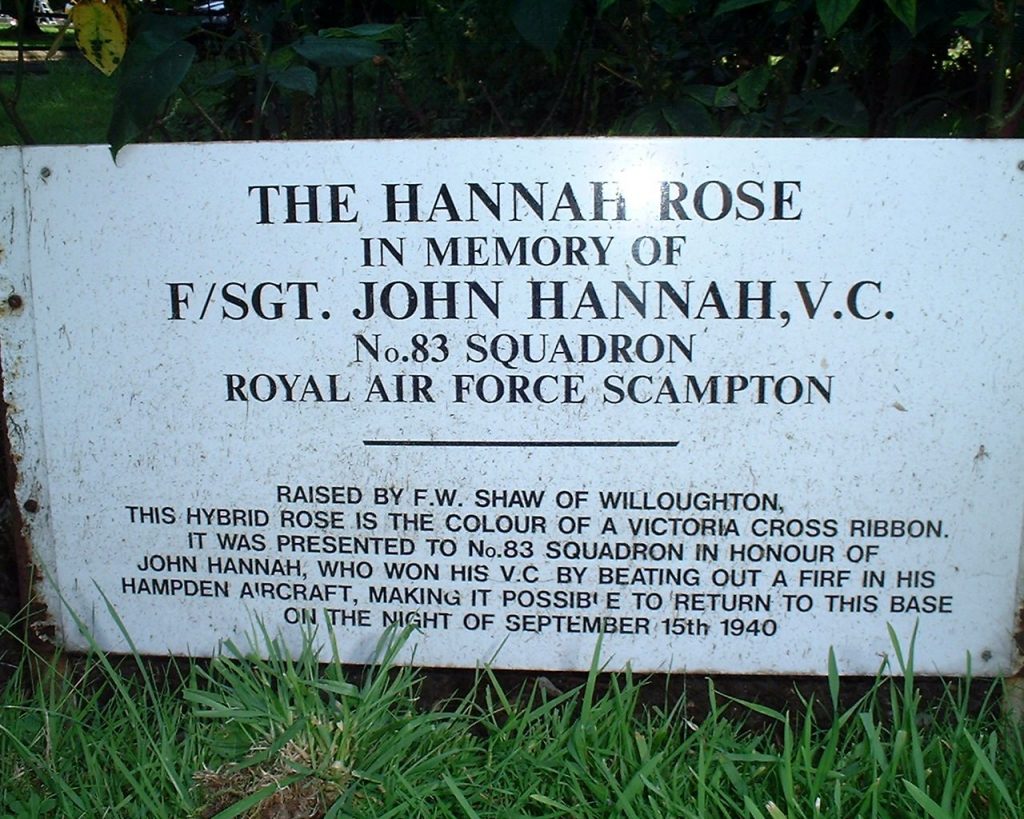 THE HANNAH ROSE
IN MEMORY OF
F/SGT. JOHN HANNAH, V.C.
No.83 SQUADRON
ROYAL AIR FORCE SCAMPTON
RAISED BY F.W. SHAW OF WILLOUGHTON,
THIS HYBRID ROSE IS THE COLOUR OF A VICTORIA CROSS RIBBON.
IT WAS PRESENTED TO No.83 SQUADRON IN HONOUR OF
JOHN HANNAH, WHO WON HIS V.C BY BEATING OUT A FIRE IN HIS
HAMPDEN AIRCRAFT, MAKING IT POSSIBLE TO RETURN TO THIS BASE
ON THE NIGHT OF SEPTEMBER 15th 1940